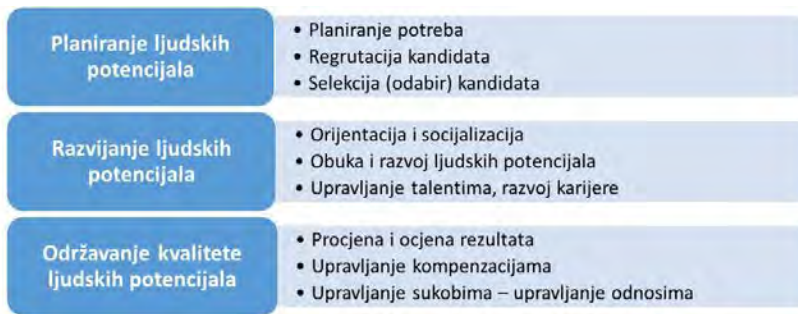 Planiranje ljudskih
potencijala
• Planiranje potreba
• Regrutacija kandidata
• Selekcija (odabir) kandidata
Razvijanje ljudskih
potencijala
• Orijentacija i socijalizacija
• Obuka i razvoj ljudskih potencijala
• Upravljanje talentima, razvoj karijere
Održavanje kvalitete
ljudskih potencijala
• Procjena i ocjena rezultata
• Upravljanje kompenzacijama
• Upravljanje sukobima – upravljanje odnosima